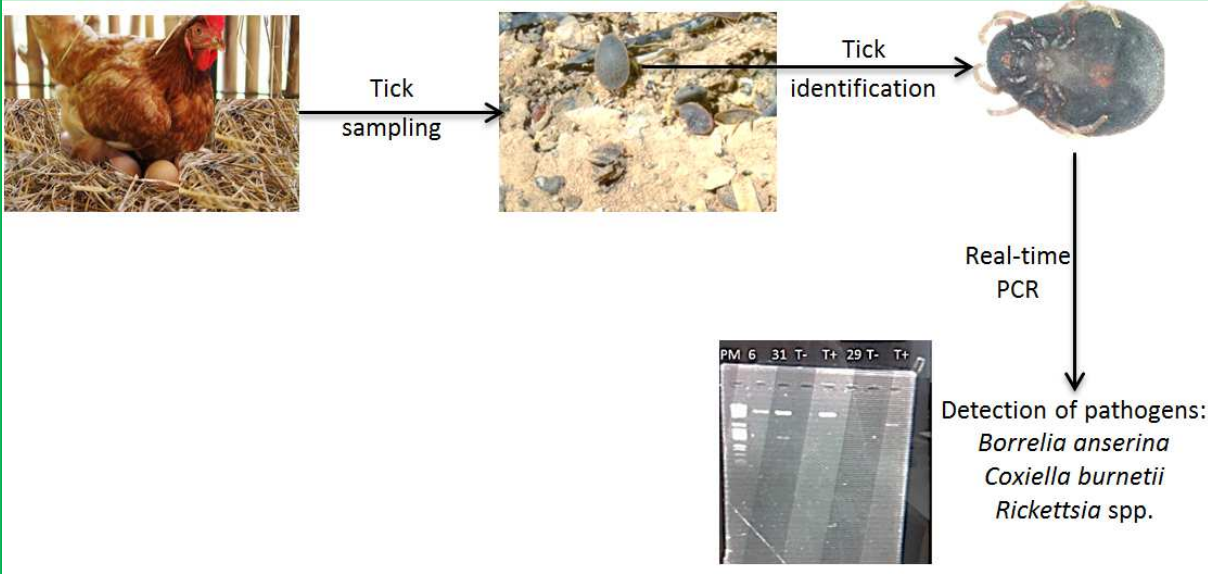 Tick
sampling
Tick
identification
Real-time
PCR
PM 6 31 T- T+ 29 T- T+
Detection of pathogens:
Borrelia anserina
Coxiella burnetii
Rickettsia spp.